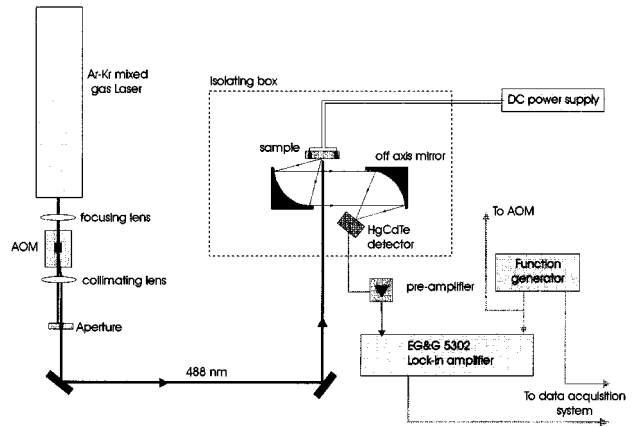 Ar-Kr mixed
gas Laser
Isolating box
DC power supply
sample
off axis mirror
focusing lens
HgCdTe
detector
To AOM
AOM
Function
generator
collimating lens
pre-amplifier
Aperture
EG&G 5302
Lock-in amplifier
488 nm
To data acquisition
system